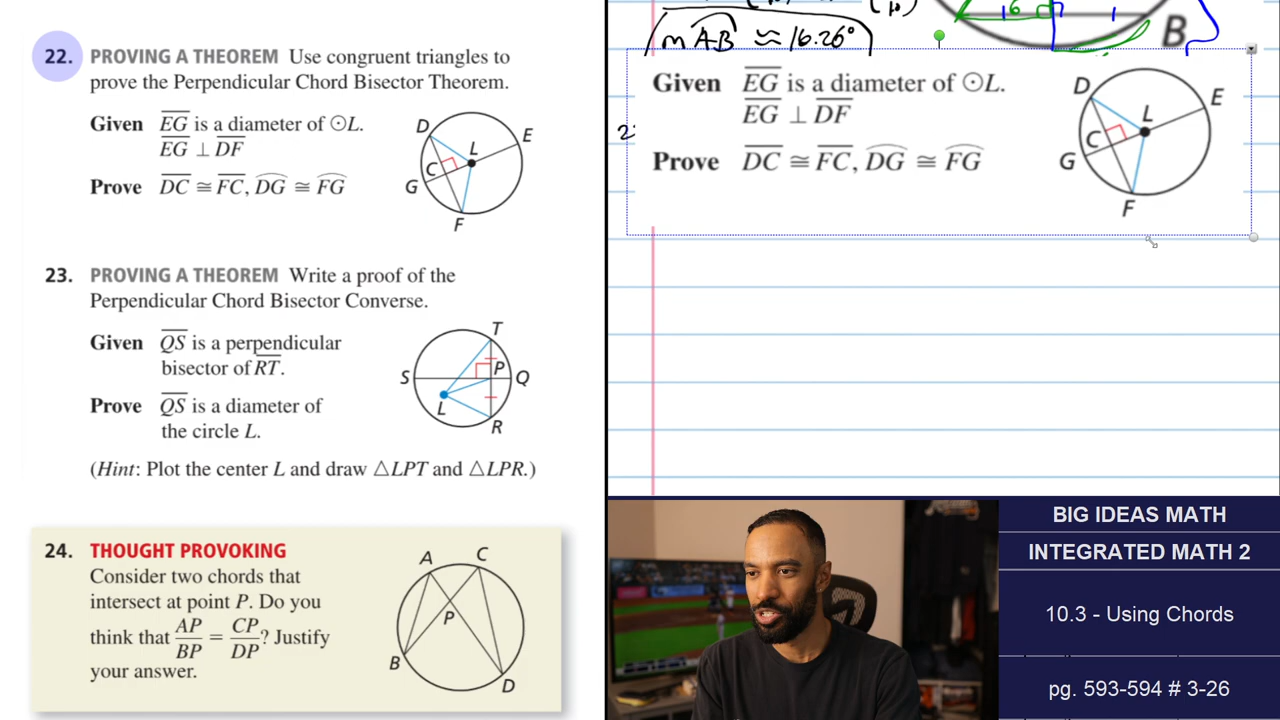 22. PROVING A THEOREM Use congruent triangles to
prove the Perpendicular Chord Bisector Theorem.
Given EG is a diameter of ⊙L.
EG ⊥ DF
Prove DC ≅ FC, DG ≅ FG
D
E
L
C
G
F
23. PROVING A THEOREM Write a proof of the
Perpendicular Chord Bisector Converse.
Given QS is a perpendicular
bisector of RT.
Prove QS is a diameter of
the circle L.
T
P
S
Q
L
R
(Hint: Plot the center L and draw △LPT and △LPR.)
24. THOUGHT PROVOKING
Consider two chords that
intersect at point P. Do you
think that AP/BP = CP/DP? Justify
your answer.
A
C
P
B
D
mAB ≈ 16.26°
16
B
Given EG is a diameter of ⊙L.
EG ⊥ DF
Prove DC ≅ FC, DG ≅ FG
D
E
L
C
G
F
BIG IDEAS MATH
INTEGRATED MATH 2
10.3 - Using Chords
pg. 593-594 # 3-26